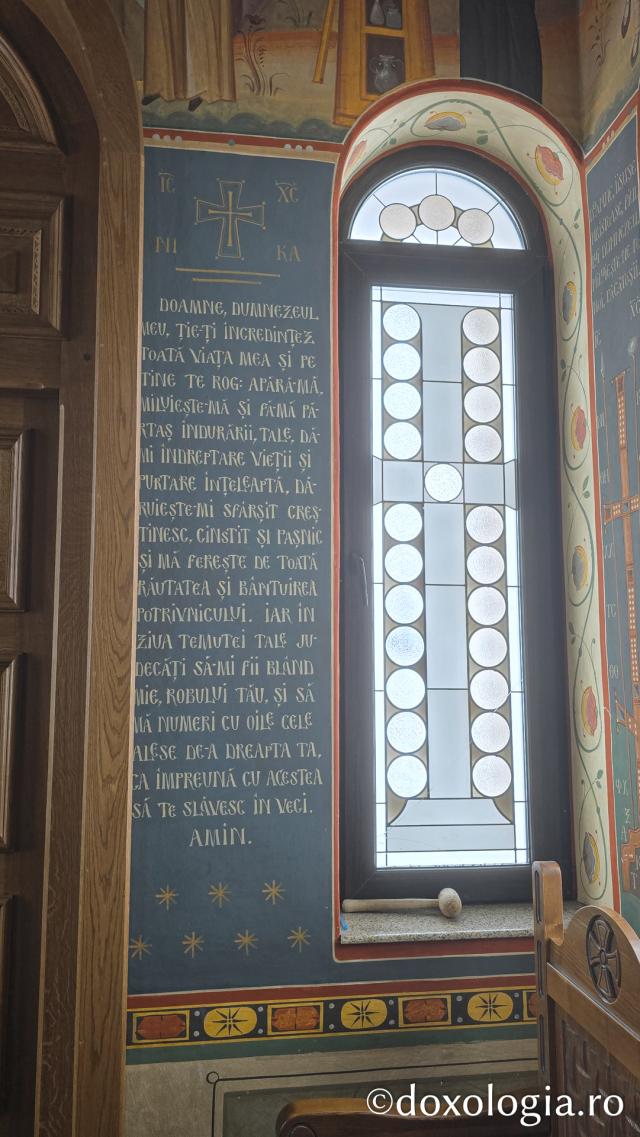 IC XC
NI KA
DOAMNE, DUMNEZEUL
MEU, ȚIE-ȚI ÎNCREDINȚEZ
TOATĂ VIAȚA MEA ȘI PE
TINE TE ROG: APĂRĂ-MĂ,
MILUIEȘTE-MĂ ȘI FĂ-MĂ PĂ-
RTAȘ ÎNDURĂRII, TALE, DĂ-
MI ÎNDREPTARE VIEȚII ȘI
PURTARE ÎNȚELEAPTĂ, DĂ-
RUIEȘTE-MI SFÂRȘIT CREȘ-
TINESC, CINSTIT ȘI PAȘNIC
ȘI MĂ FEREȘTE DE TOATĂ
RĂUTATEA ȘI BÂNTUIREA
POTRIVNICULUI. IAR ÎN
ZIUA TEMUTEI TALE JU-
DECĂȚI SĂ-MI FII BLÂND
MIE, ROBULUI TĂU, ȘI SĂ
MĂ NUMERI CU OILE CELE
ALESE DE-A DREAPTA TA,
CA ÎMPREUNĂ CU ACESTEA
SĂ TE SLĂVESC ÎN VECI.
AMIN.
©doxologia.ro